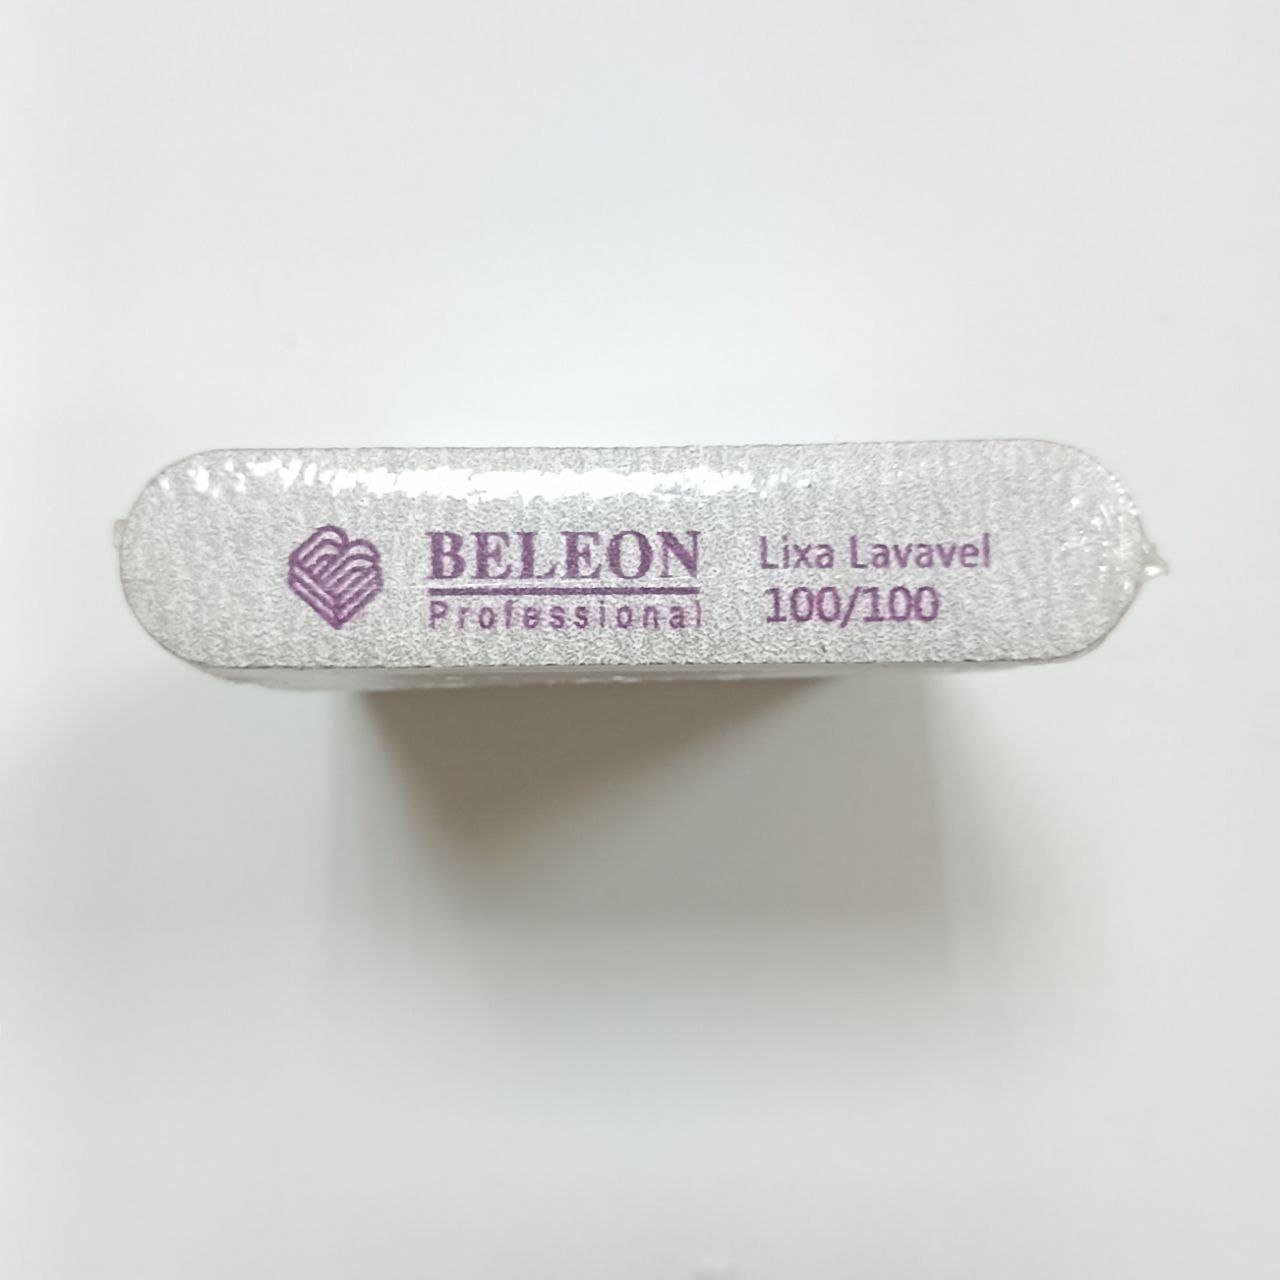 BELEON
Professional
Lixa Lavavel
100/100